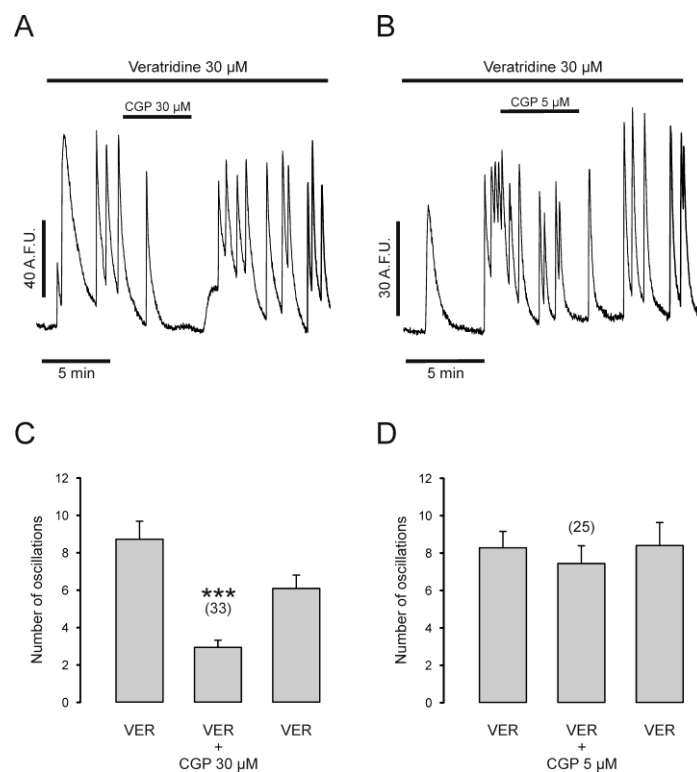 A
B
Veratridine 30 µM
Veratridine 30 µM
CGP 30 µM
CGP 5 µM
40 A.F.U.
30 A.F.U.
5 min
5 min
C
D
Number of oscillations
12
10
8
6
4
2
0
***
(33)
VER
VER
+
CGP 30 µM
VER
Number of oscillations
12
10
8
6
4
2
0
(25)
VER
VER
+
CGP 5 µM
VER